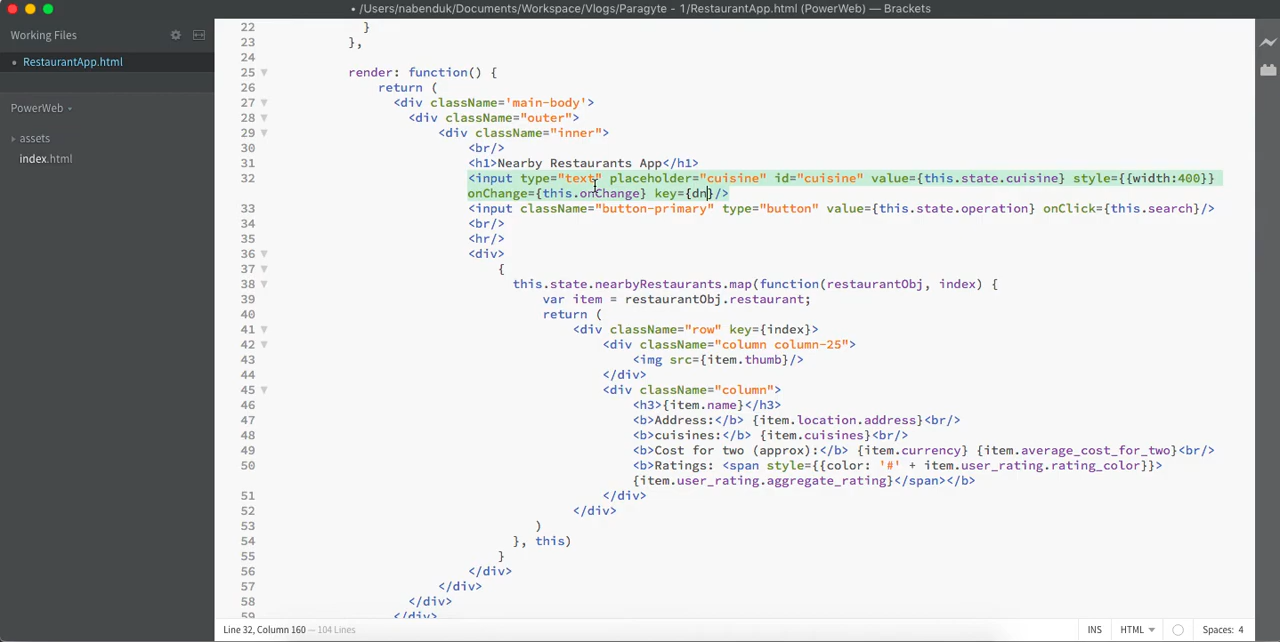 • /Users/nabenduk/Documents/Workspace/Vlogs/Paragyte - 1/RestaurantApp.html (PowerWeb) — Brackets
Working Files
• RestaurantApp.html
PowerWeb
assets
index.html
22 }
23 },
24
25 render: function() {
26 return (
27 <div className='main-body'>
28 <div className="outer">
29 <div className="inner">
30 <br/>
31 <h1>Nearby Restaurants App</h1>
32 <input type="text" placeholder="cuisine" id="cuisine" value={this.state.cuisine} style={{width:400}}
onChange={this.onChange} key={dn}/>
33 <input className="button-primary" type="button" value={this.state.operation} onClick={this.search}/>
34 <br/>
35 <hr/>
36 <div>
37 {
38 this.state.nearbyRestaurants.map(function(restaurantObj, index) {
39 var item = restaurantObj.restaurant;
40 return (
41 <div className="row" key={index}>
42 <div className="column column-25">
43 <img src={item.thumb}/>
44 </div>
45 <div className="column">
46 <h3>{item.name}</h3>
47 <b>Address:</b> {item.location.address}<br/>
48 <b>cuisines:</b> {item.cuisines}<br/>
49 <b>Cost for two (approx):</b> {item.currency} {item.average_cost_for_two}<br/>
50 <b>Ratings: <span style={{color: '#' + item.user_rating.rating_color}}>
{item.user_rating.aggregate_rating}</span></b>
51 </div>
52 </div>
53 )
54 }, this)
55 }
56 </div>
57 </div>
58 </div>
59 </div>
Line 32, Column 160 — 104 Lines
INS
HTML
Spaces: 4